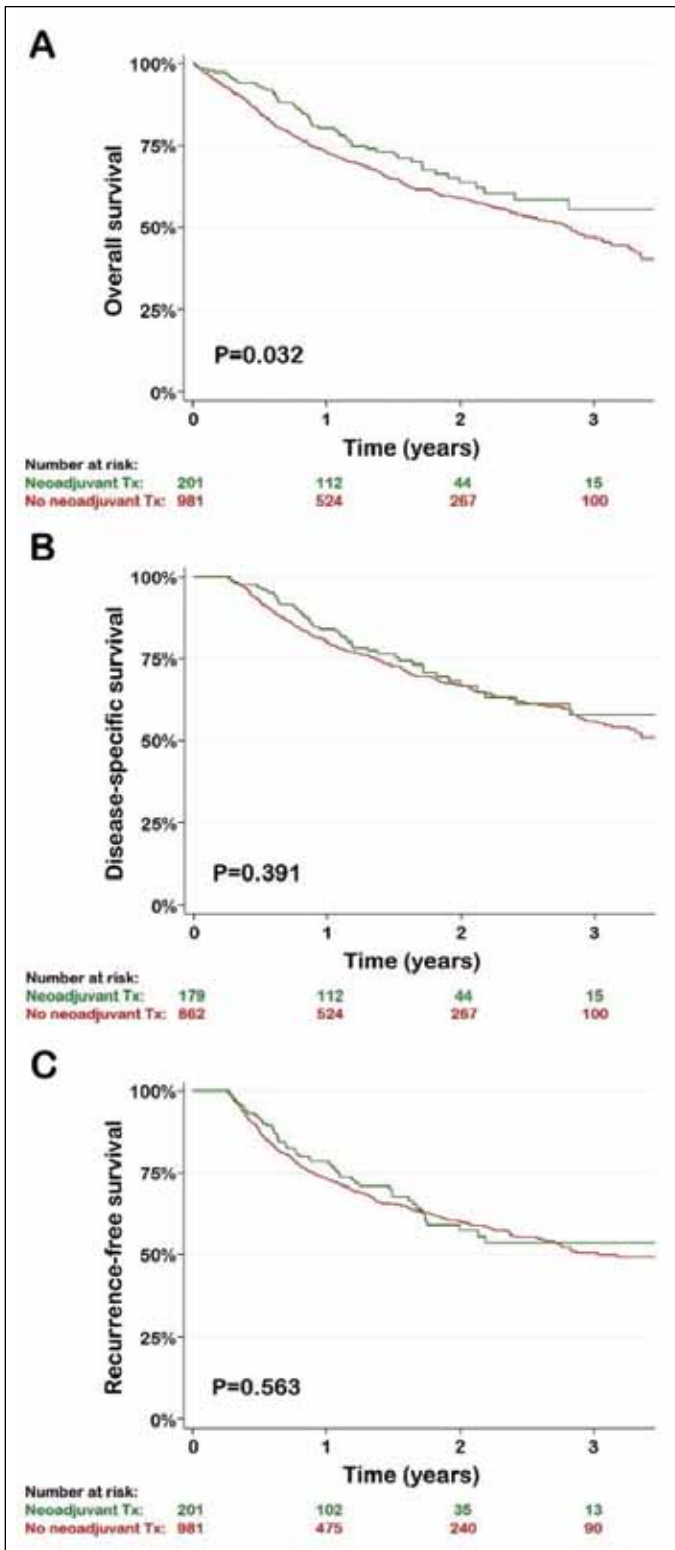 A
100%
75%
50%
25%
0%
Overall survival
P=0.032
0 1 2 3
Time (years)
Number at risk:
Neoadjuvant Tx: 201 112 44 15
No neoadjuvant Tx: 981 524 267 100
B
100%
75%
50%
25%
0%
Disease-specific survival
P=0.391
0 1 2 3
Time (years)
Number at risk:
Neoadjuvant Tx: 179 112 44 15
No neoadjuvant Tx: 862 524 267 100
C
100%
75%
50%
25%
0%
Recurrence-free survival
P=0.563
0 1 2 3
Time (years)
Number at risk:
Neoadjuvant Tx: 201 102 35 13
No neoadjuvant Tx: 981 475 240 90